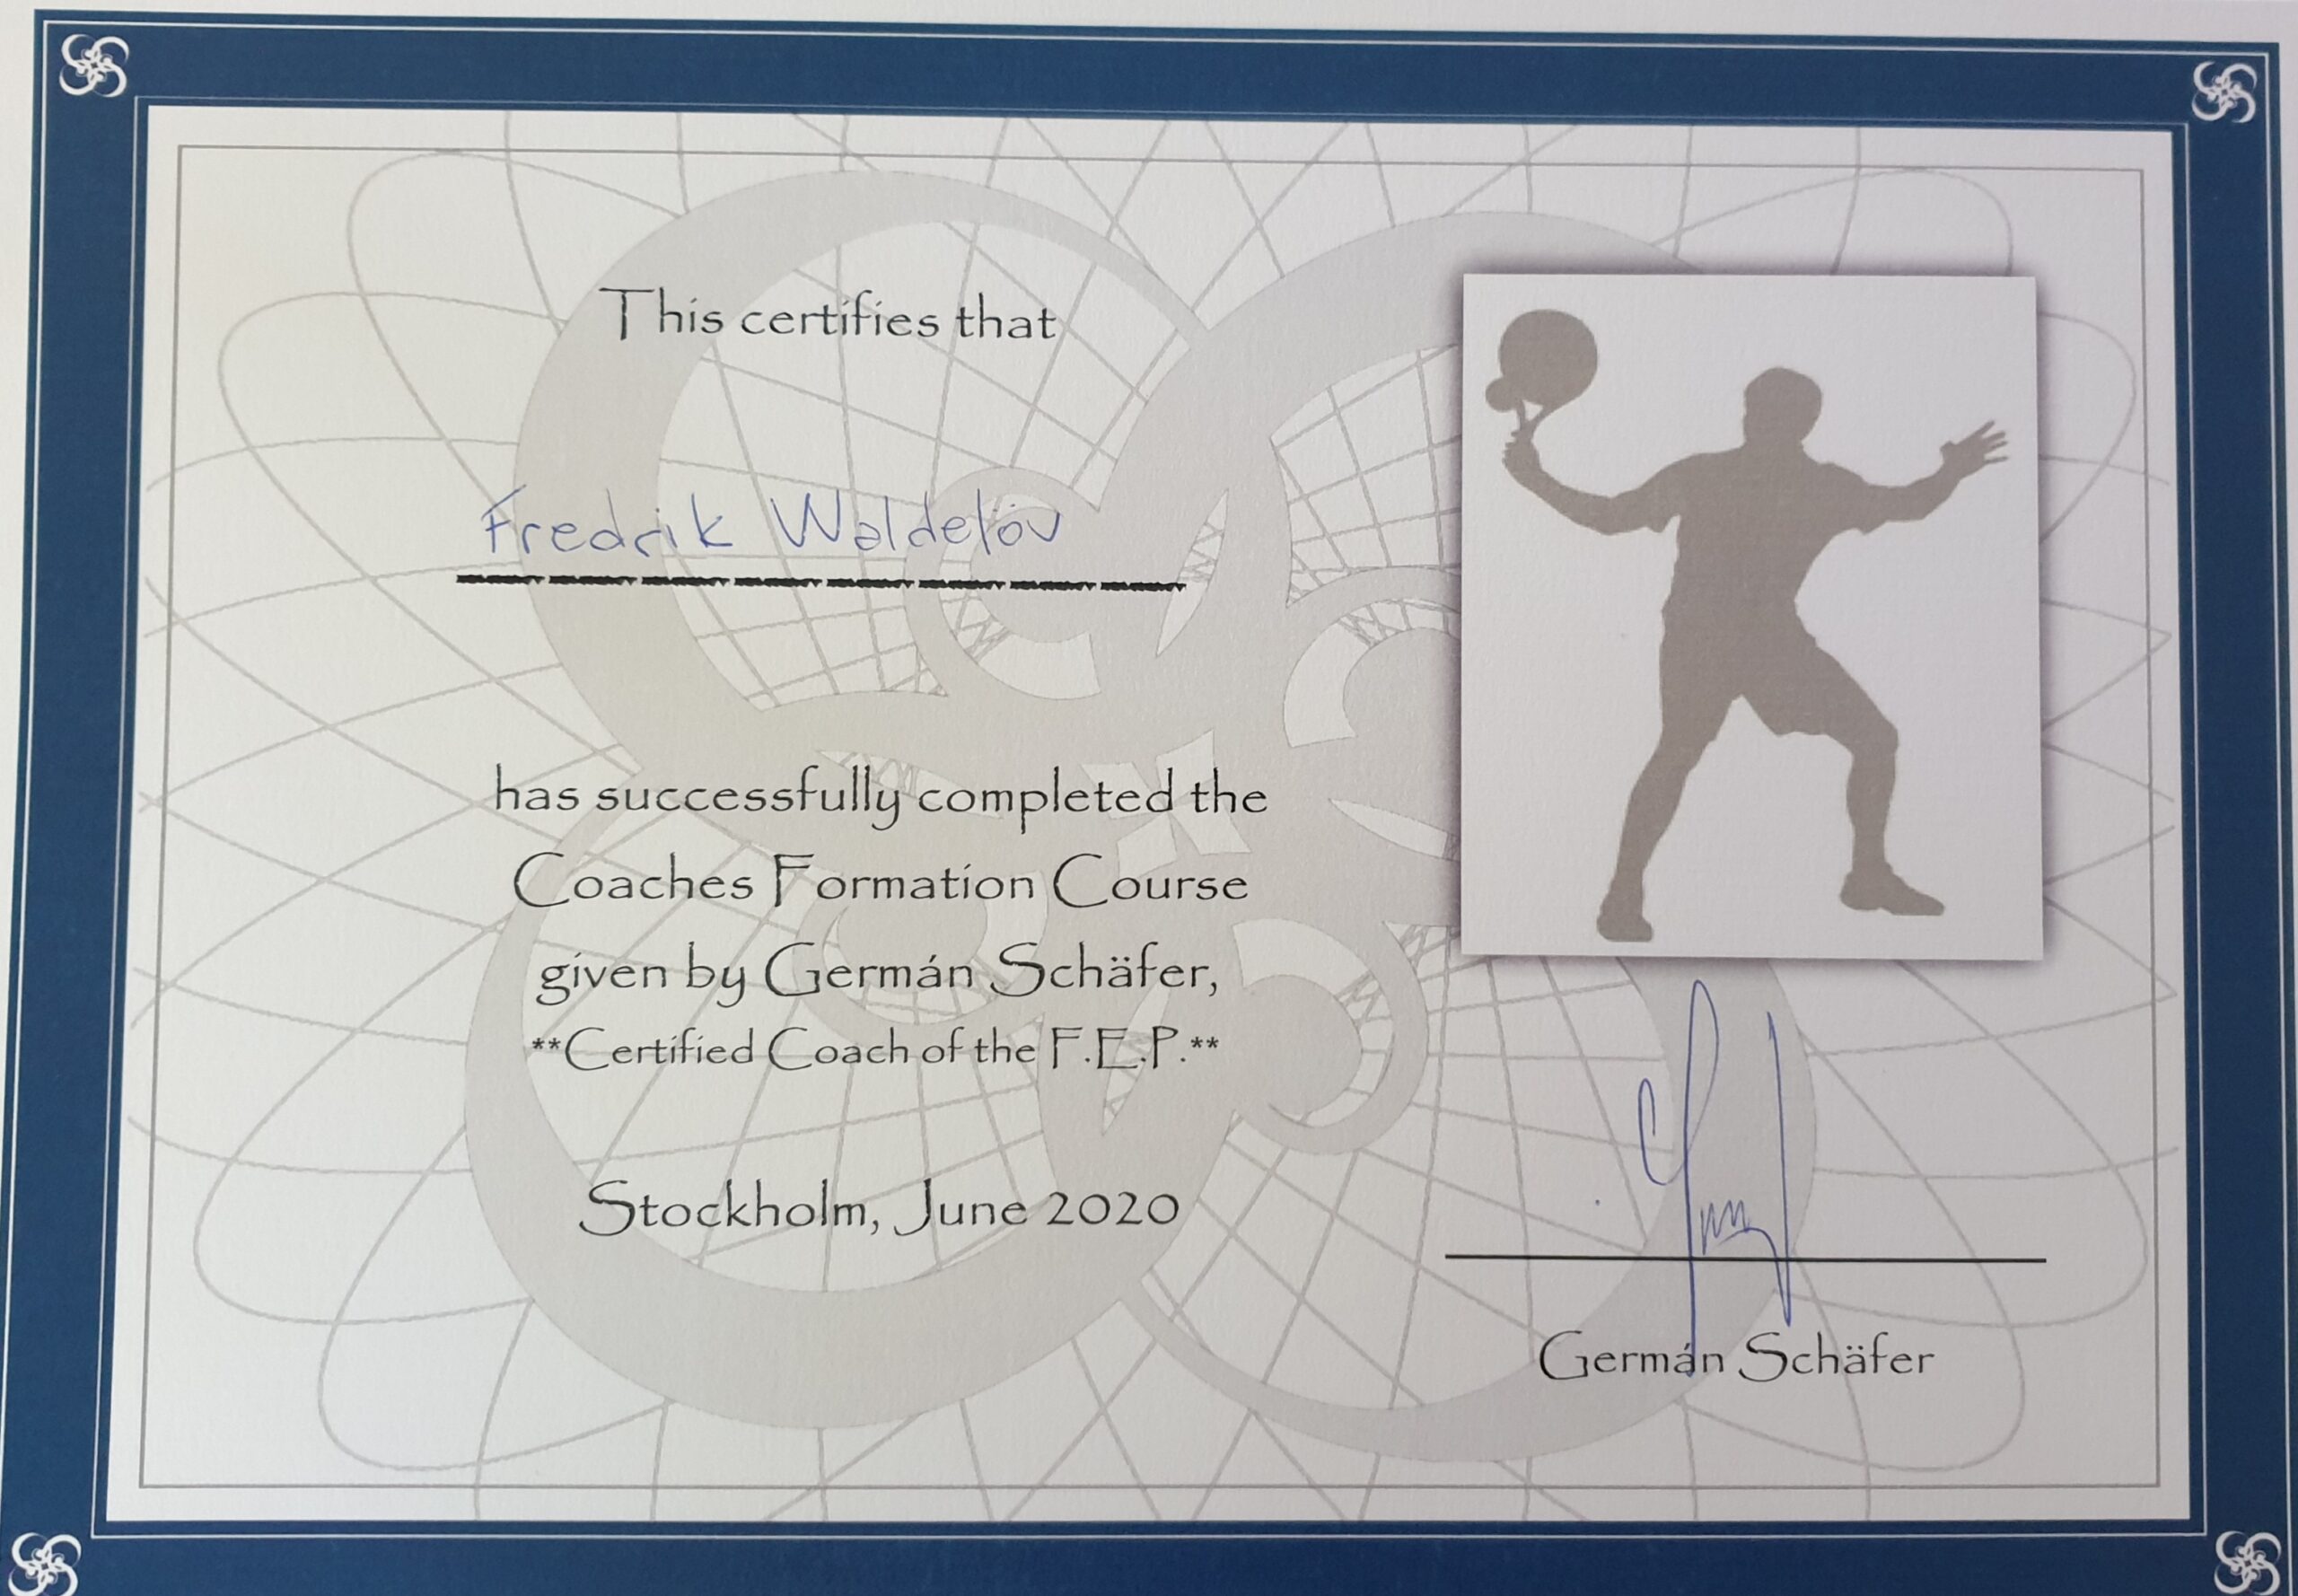 This certifies that
Fredrik Waldelöv
has successfully completed the
Coaches Formation Course
given by Germán Schäfer,
**Certified Coach of the F.E.P.**
Stockholm, June 2020
Germán Schäfer